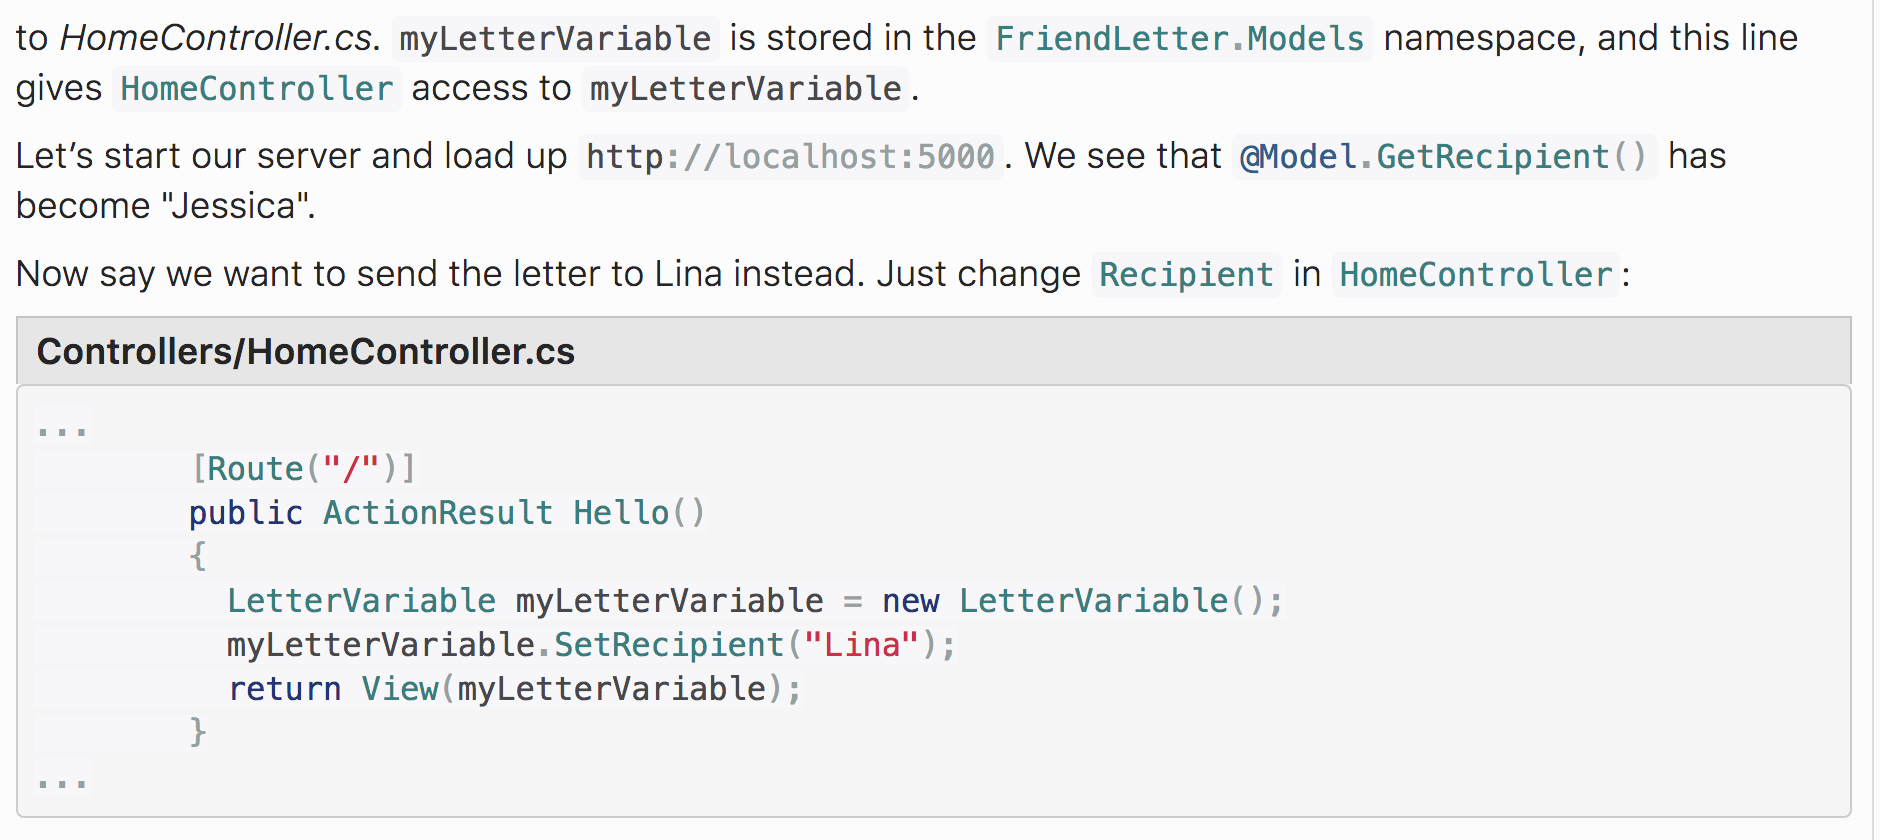 to HomeController.cs. myLetterVariable is stored in the FriendLetter.Models namespace, and this line
gives HomeController access to myLetterVariable.
Let’s start our server and load up http://localhost:5000. We see that @Model.GetRecipient() has
become "Jessica".
Now say we want to send the letter to Lina instead. Just change Recipient in HomeController:
Controllers/HomeController.cs
...
[Route("/")]
public ActionResult Hello()
{
LetterVariable myLetterVariable = new LetterVariable();
myLetterVariable.SetRecipient("Lina");
return View(myLetterVariable);
}
...